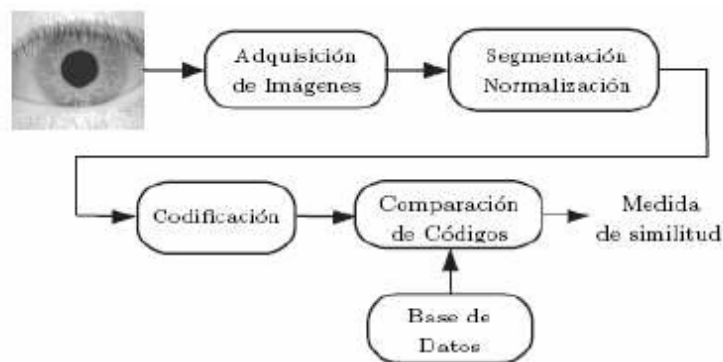 Adquisición
de Imágenes
Segmentación
Normalización
Codificación
Comparación
de Códigos
Medida
de similitud
Base de
Datos